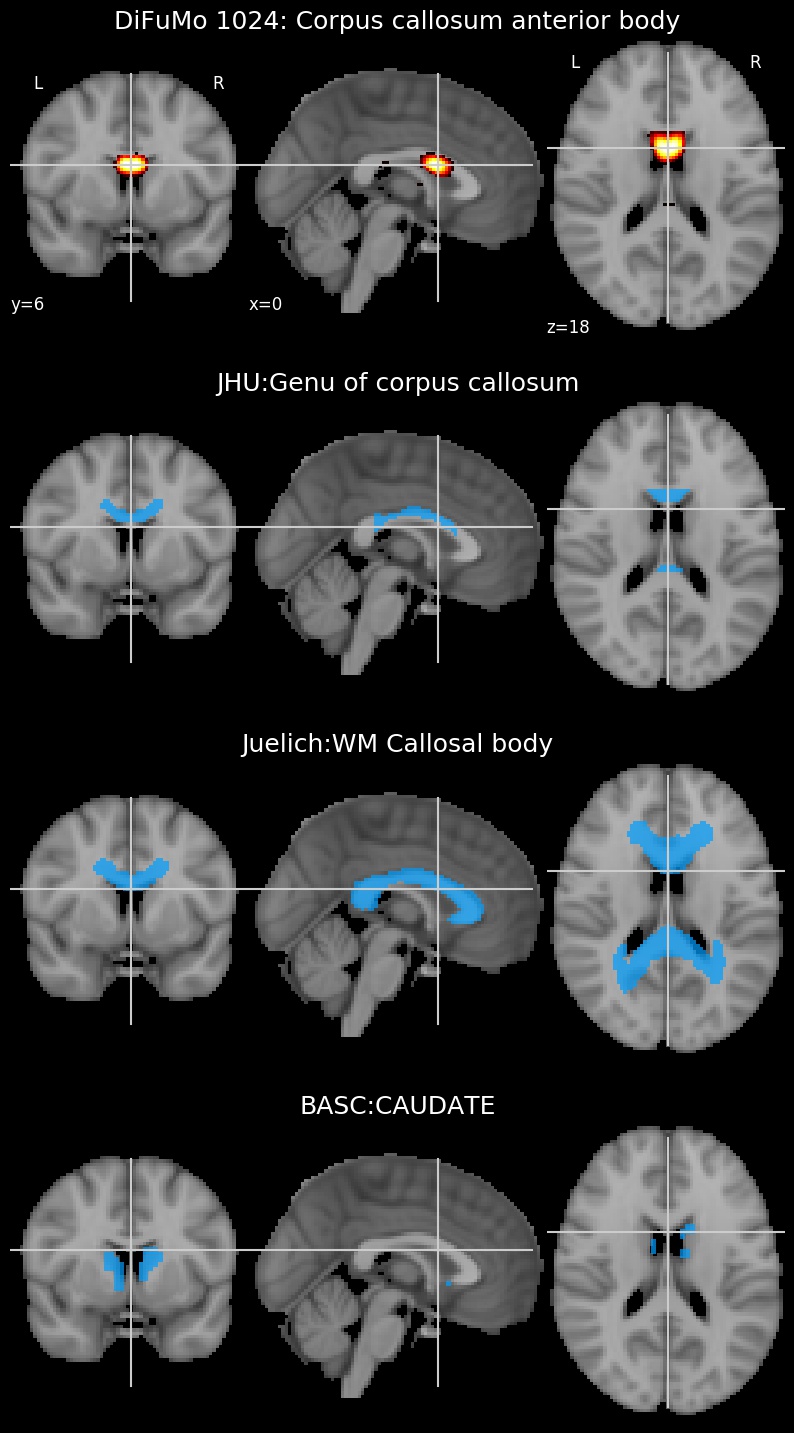 DiFuMo 1024: Corpus callosum anterior body
L R L R
y=6 x=0 z=18
JHU:Genu of corpus callosum
Juelich:WM Callosal body
BASC:CAUDATE